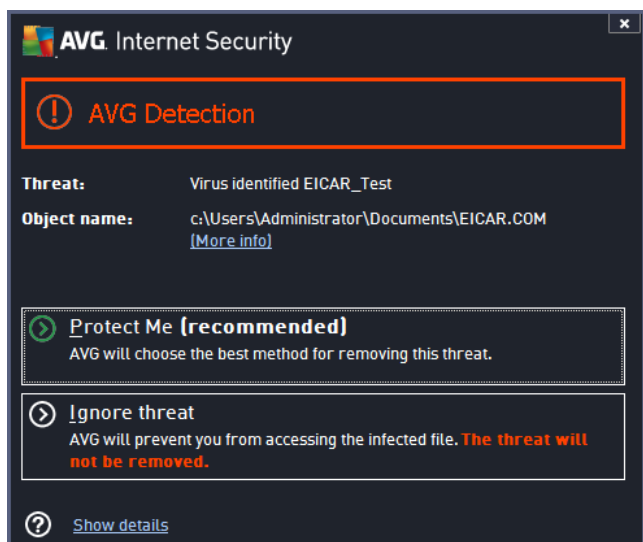 AVG. Internet Security
x
AVG Detection
Threat: Virus identified EICAR_Test
Object name: c:\Users\Administrator\Documents\EICAR.COM
(More info)
Protect Me (recommended)
AVG will choose the best method for removing this threat.
Ignore threat
AVG will prevent you from accessing the infected file. The threat will
not be removed.
? Show details